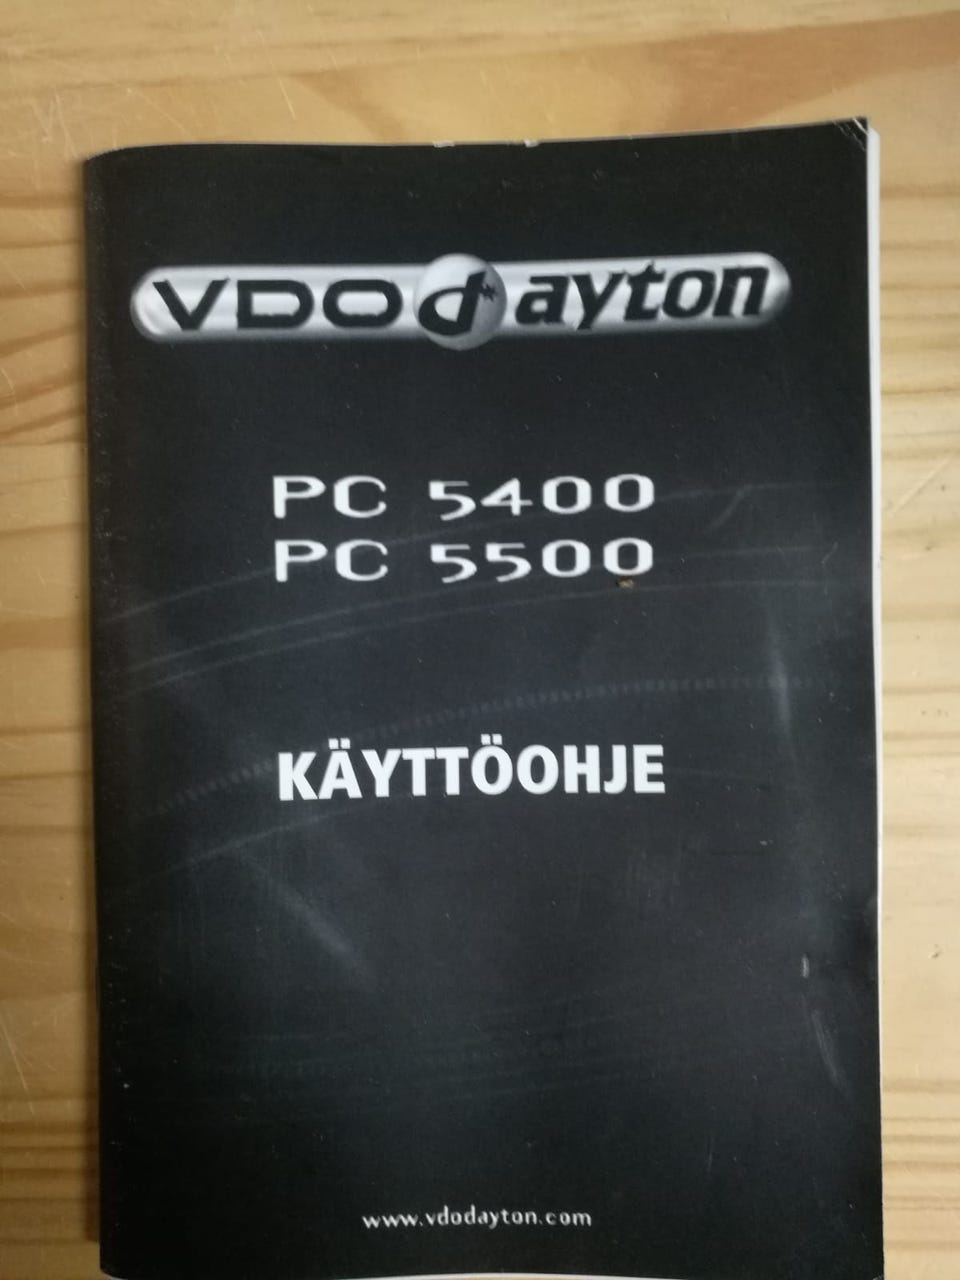 VDO dayton
PC 5400
PC 5500
KÄYTTÖOHJE
www.vdodayton.com